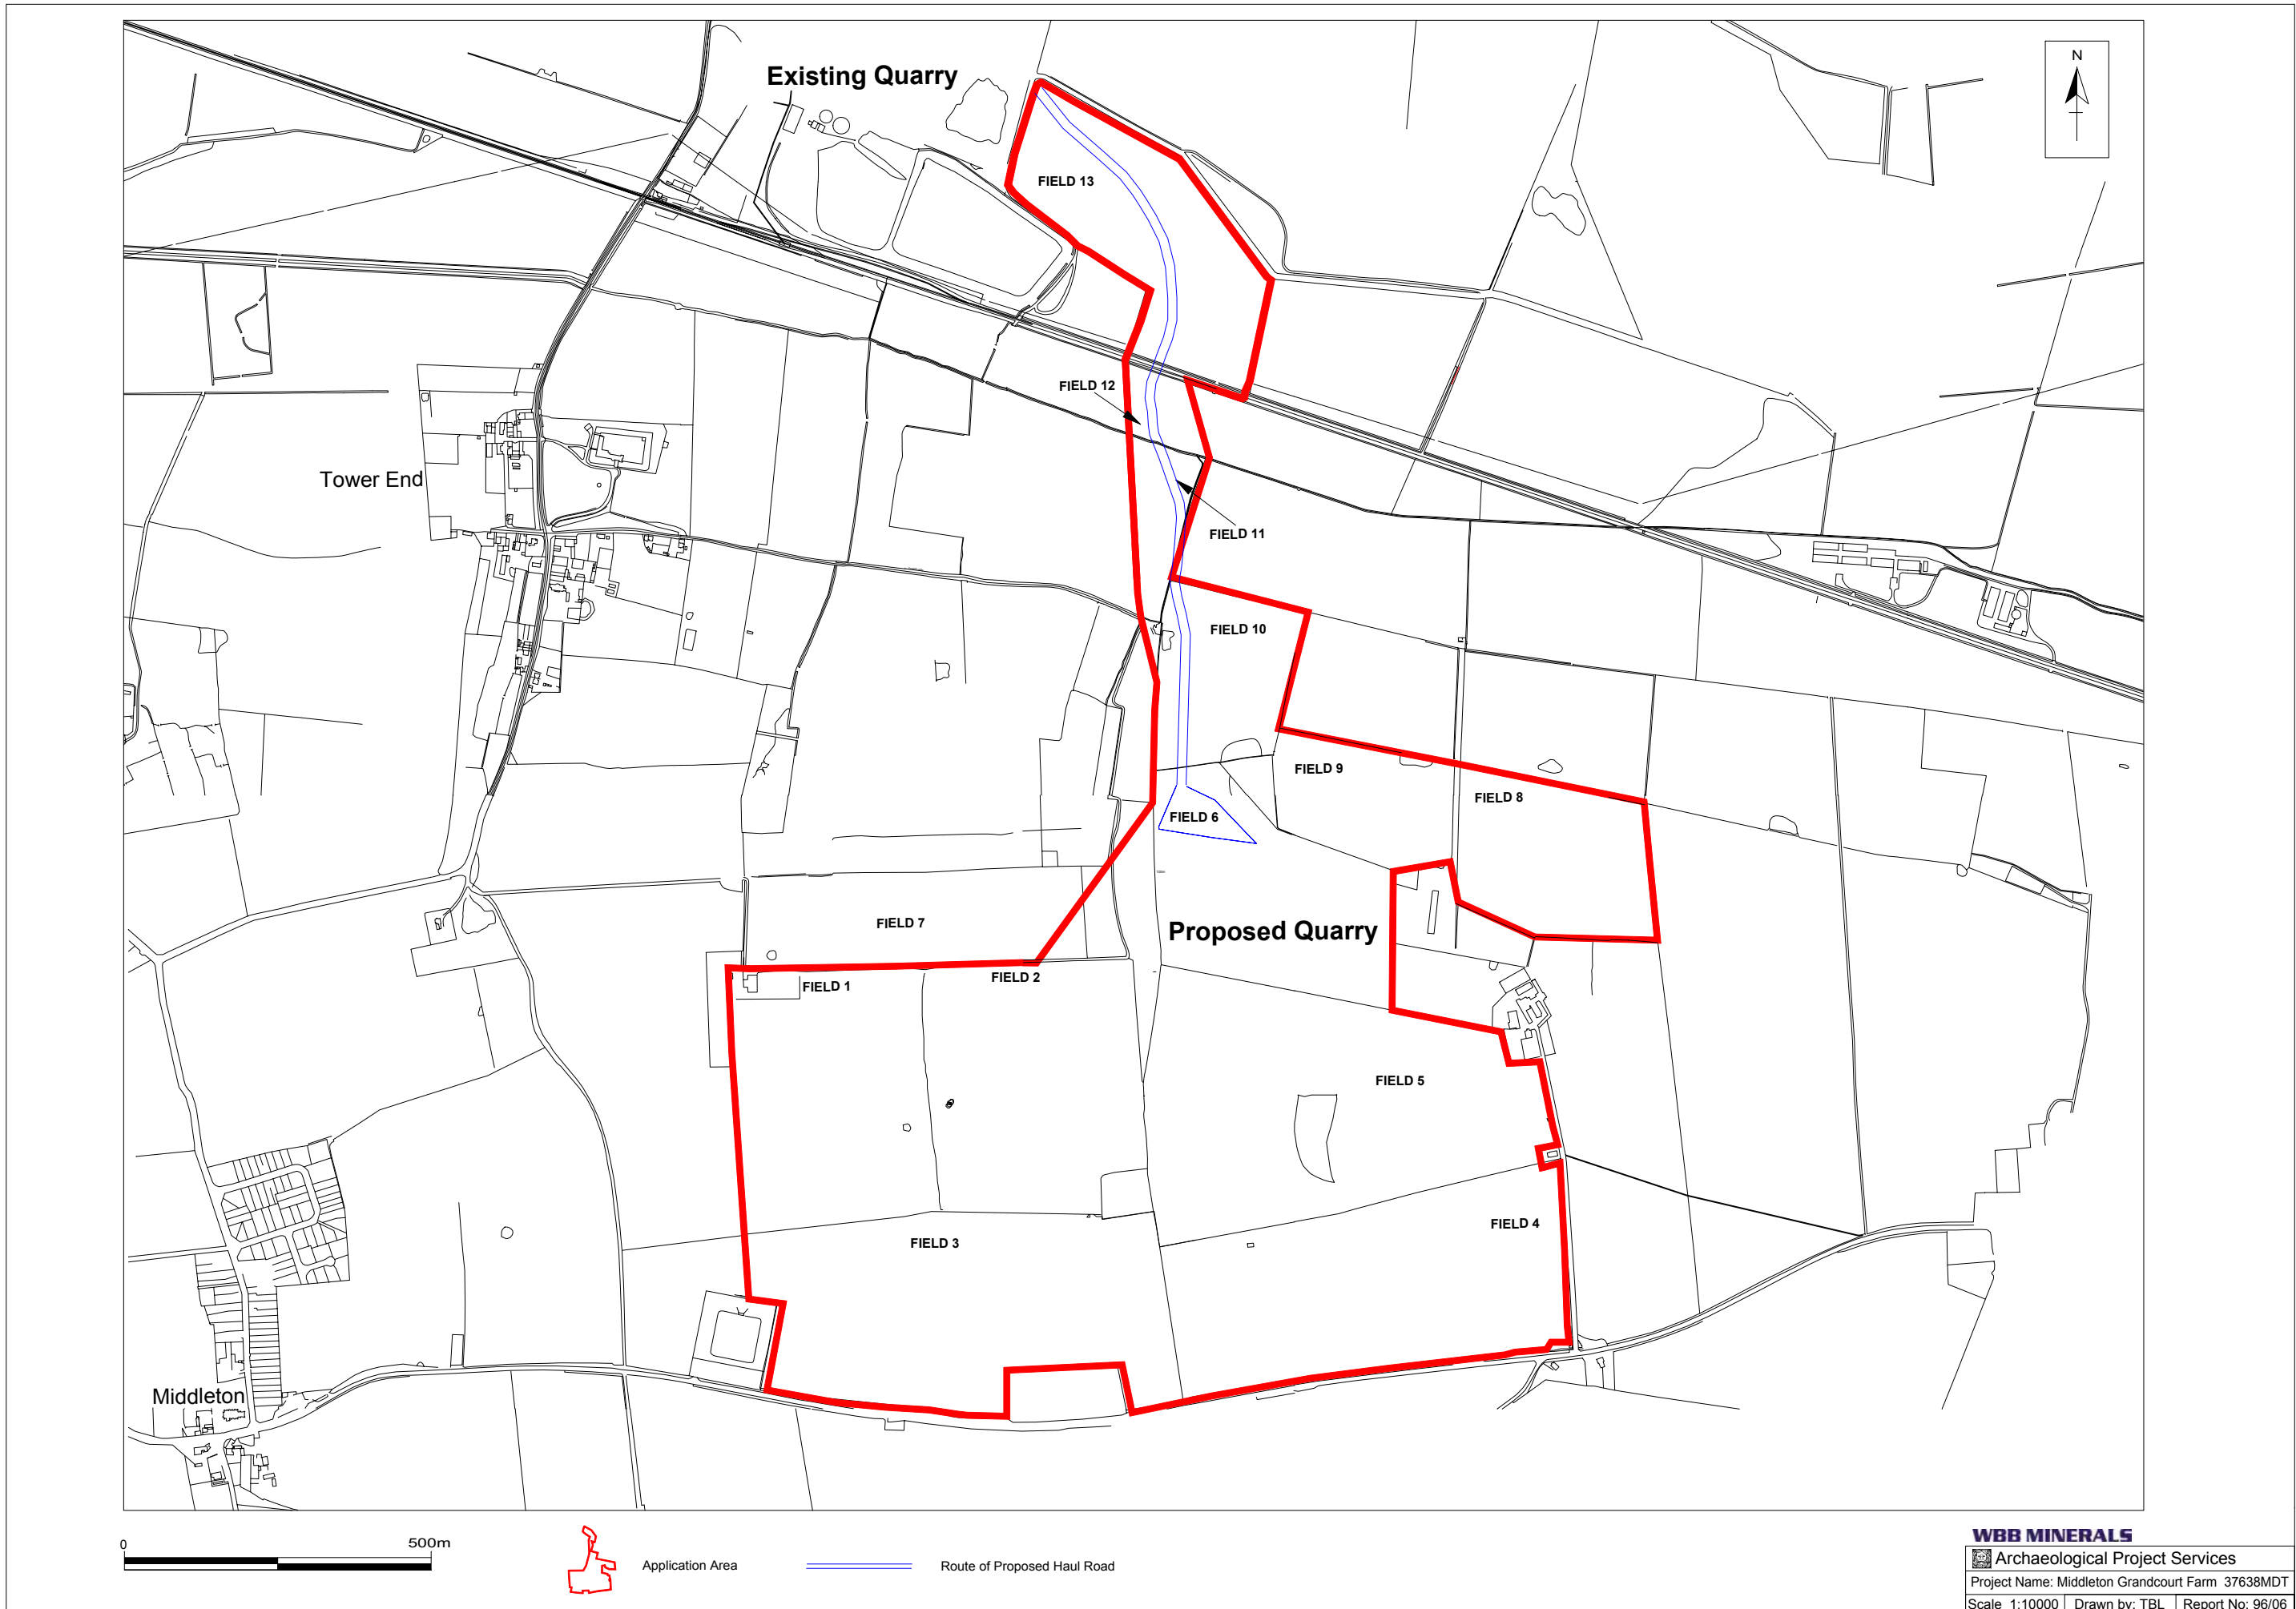 Existing Quarry
N
FIELD 13
FIELD 12
Tower End
FIELD 11
FIELD 10
FIELD 9
FIELD 8
FIELD 6
FIELD 7
Proposed Quarry
FIELD 2
FIELD 1
FIELD 5
FIELD 4
FIELD 3
Middleton
0
500m
Application Area
Route of Proposed Haul Road
WBB MINERALS
Archaeological Project Services
Project Name: Middleton Grandcourt Farm 37638MDT
Scale 1:10000
Drawn by: TBL
Report No: 96/06